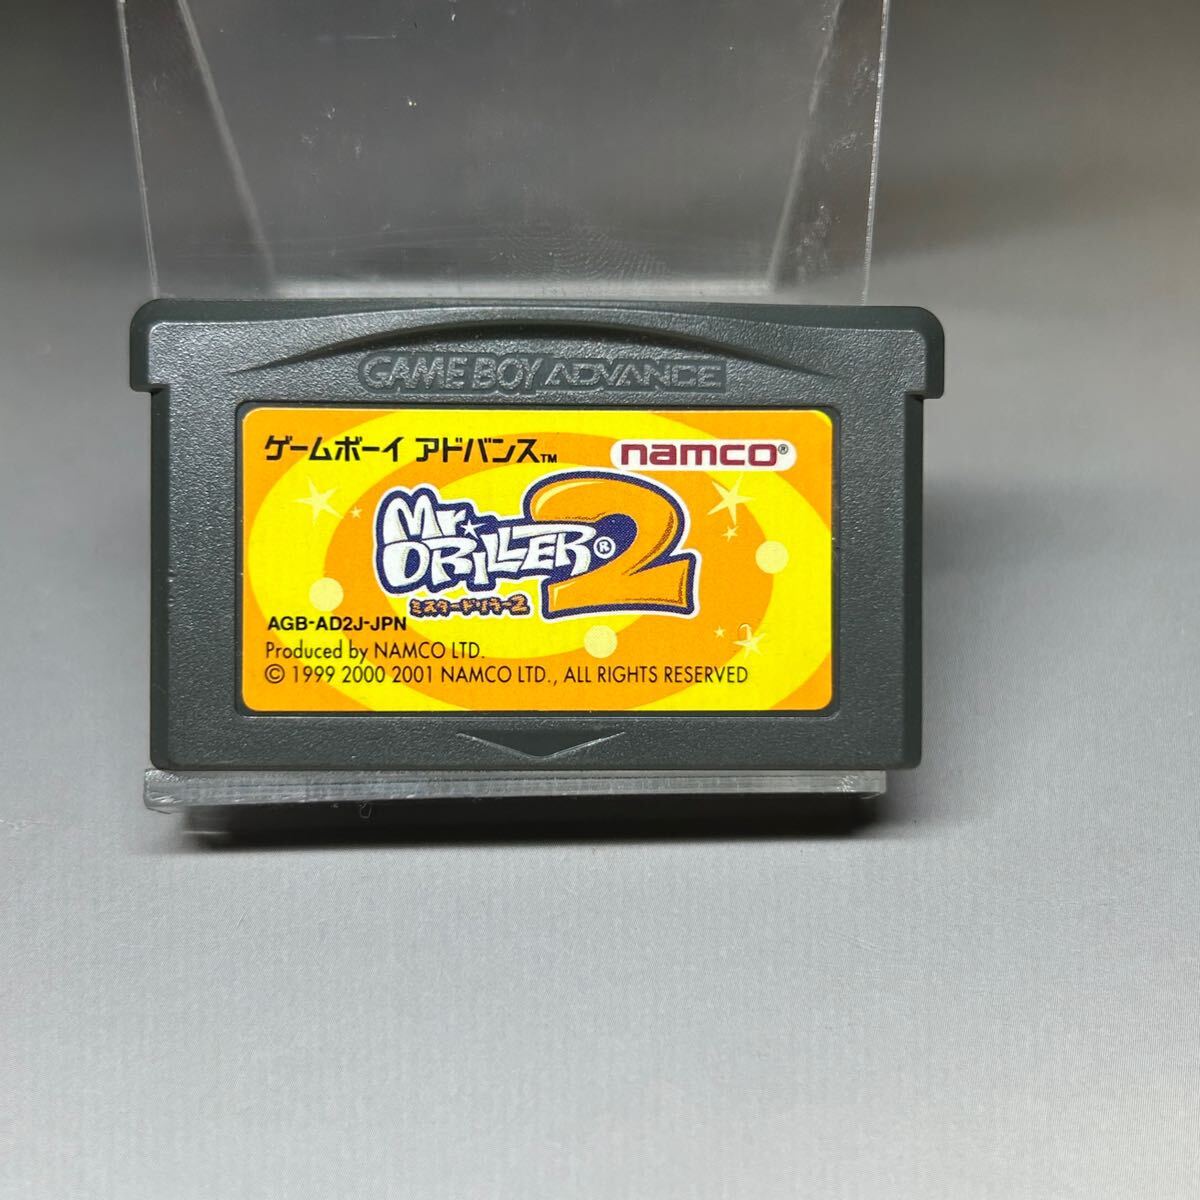 GAME BOY ADVANCE
ゲームボーイ アドバンス™
namco®
Mr. DRILLER® 2
ミスタードリラー2
AGB-AD2J-JPN
Produced by NAMCO LTD.
© 1999 2000 2001 NAMCO LTD., ALL RIGHTS RESERVED